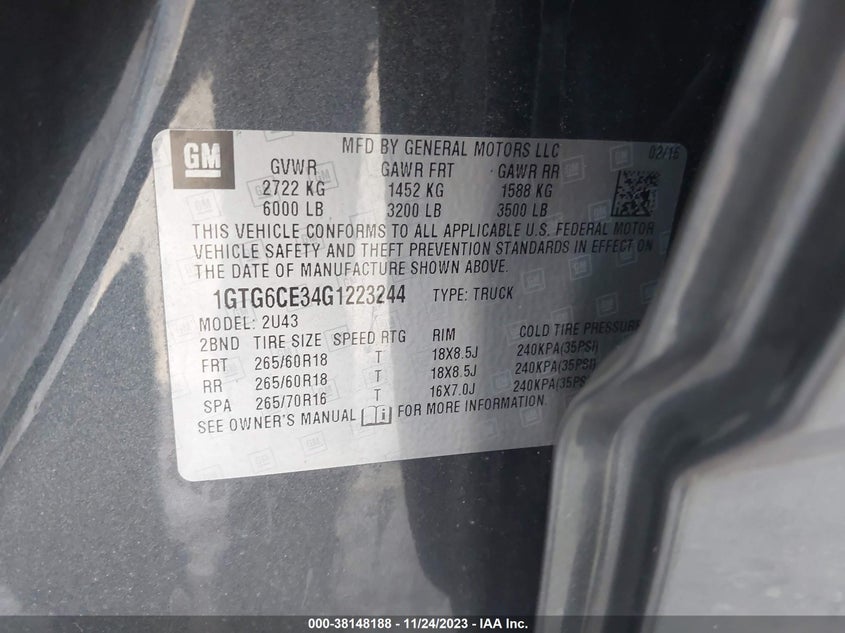 GM
MFD BY GENERAL MOTORS LLC 02/16
GVWR GAWR FRT GAWR RR
2722 KG 1452 KG 1588 KG
6000 LB 3200 LB 3500 LB
THIS VEHICLE CONFORMS TO ALL APPLICABLE U.S. FEDERAL MOTOR
VEHICLE SAFETY AND THEFT PREVENTION STANDARDS IN EFFECT ON
THE DATE OF MANUFACTURE SHOWN ABOVE.
1GTG6CE34G1223244 TYPE: TRUCK
MODEL: 2U43
2BND TIRE SIZE SPEED RTG RIM COLD TIRE PRESSURE
FRT 265/60R18 T 18X8.5J 240KPA(35PSI)
RR 265/60R18 T 18X8.5J 240KPA(35PSI)
SPA 265/70R16 T 16X7.0J 240KPA(35PS
SEE OWNER'S MANUAL FOR MORE INFORMATION.
000-38148188 - 11/24/2023 - IAA Inc.